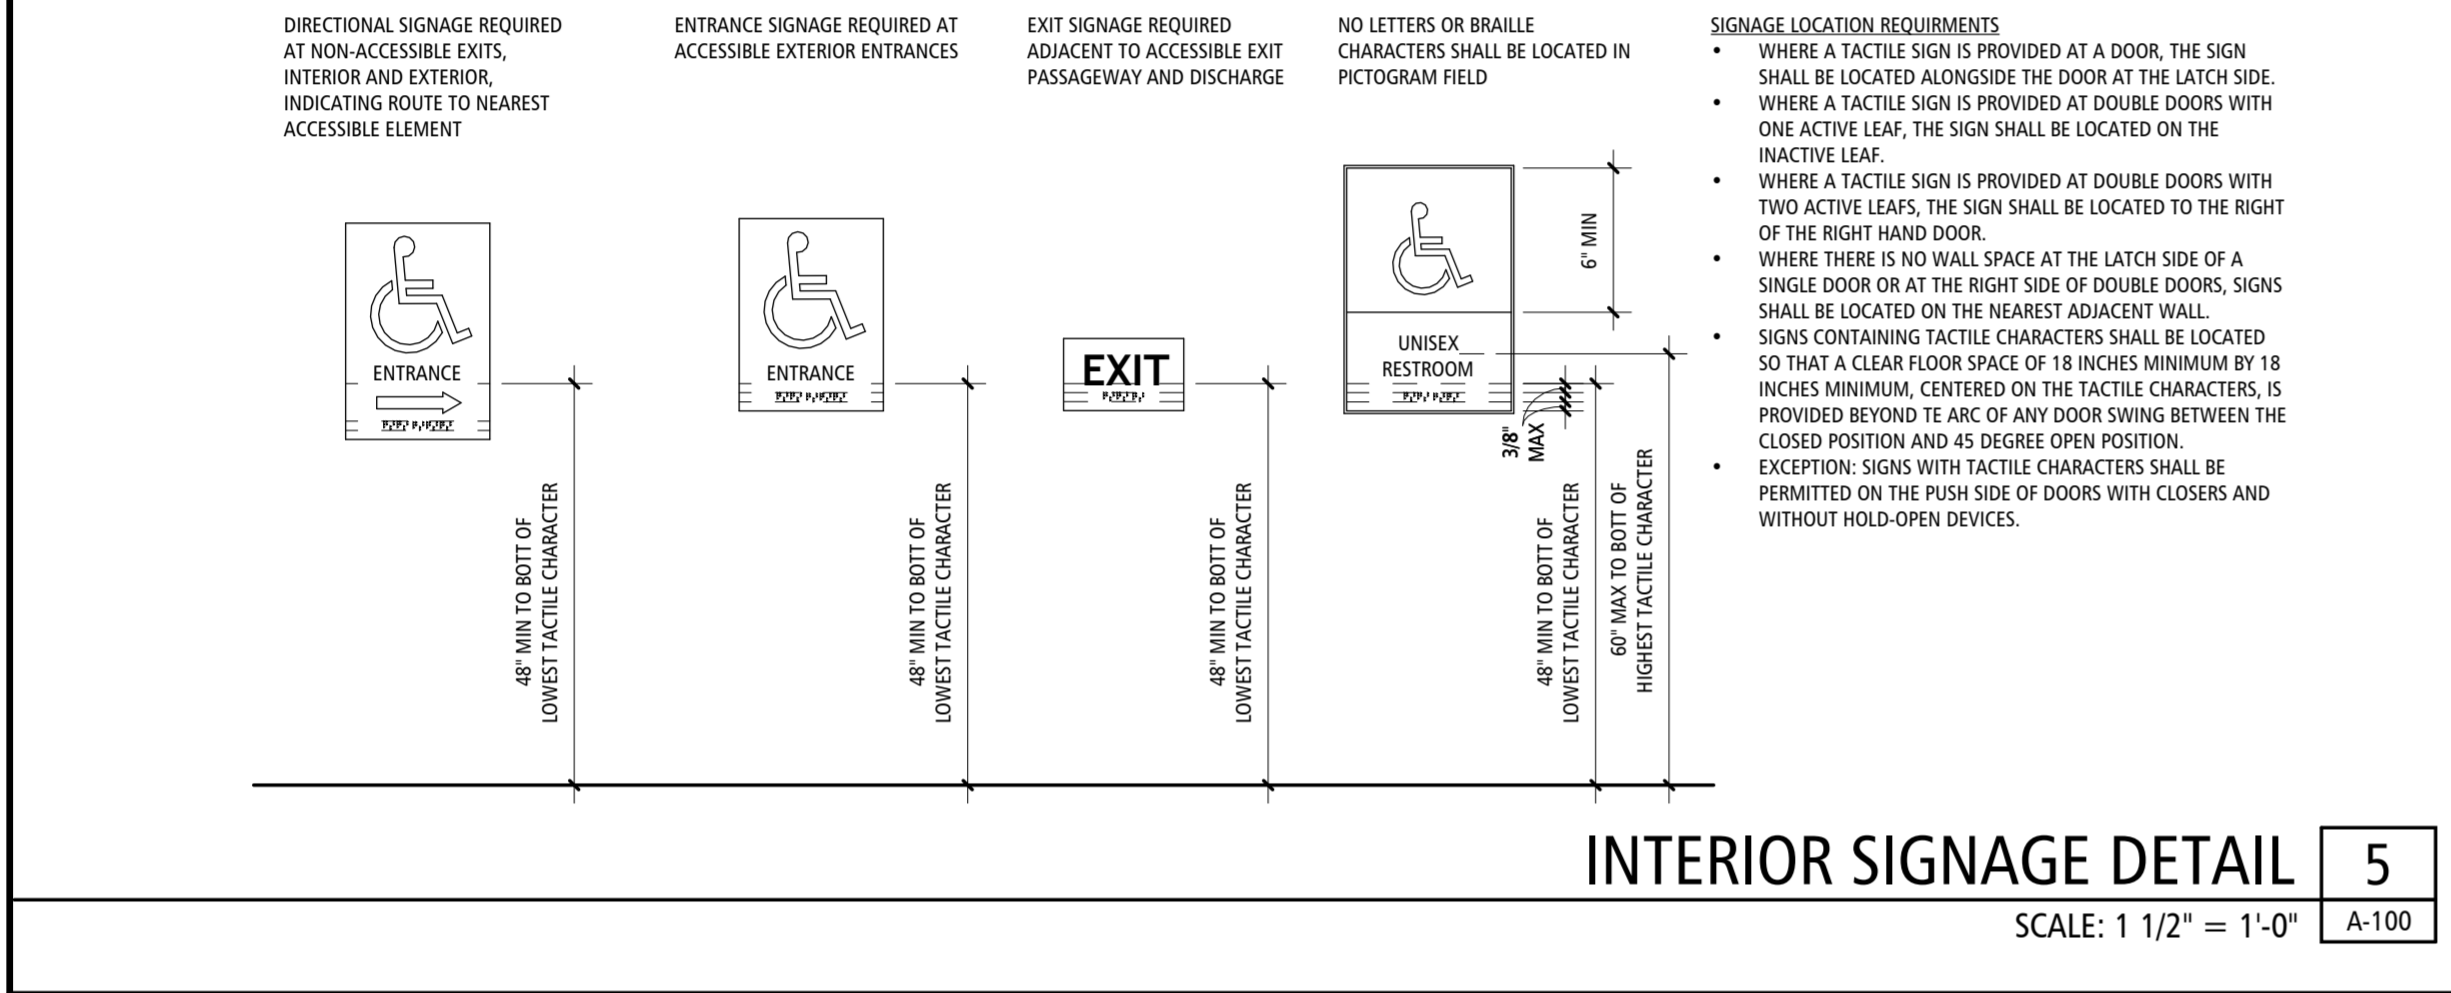 DIRECTIONAL SIGNAGE REQUIRED
AT NON-ACCESSIBLE EXITS,
INTERIOR AND EXTERIOR,
INDICATING ROUTE TO NEAREST
ACCESSIBLE ELEMENT
ENTRANCE SIGNAGE REQUIRED AT
ACCESSIBLE EXTERIOR ENTRANCES
EXIT SIGNAGE REQUIRED
ADJACENT TO ACCESSIBLE EXIT
PASSAGEWAY AND DISCHARGE
NO LETTERS OR BRAILLE
CHARACTERS SHALL BE LOCATED IN
PICTOGRAM FIELD
SIGNAGE LOCATION REQUIRMENTS
• WHERE A TACTILE SIGN IS PROVIDED AT A DOOR, THE SIGN
SHALL BE LOCATED ALONGSIDE THE DOOR AT THE LATCH SIDE.
• WHERE A TACTILE SIGN IS PROVIDED AT DOUBLE DOORS WITH
ONE ACTIVE LEAF, THE SIGN SHALL BE LOCATED ON THE
INACTIVE LEAF.
• WHERE A TACTILE SIGN IS PROVIDED AT DOUBLE DOORS WITH
TWO ACTIVE LEAFS, THE SIGN SHALL BE LOCATED TO THE RIGHT
OF THE RIGHT HAND DOOR.
• WHERE THERE IS NO WALL SPACE AT THE LATCH SIDE OF A
SINGLE DOOR OR AT THE RIGHT SIDE OF DOUBLE DOORS, SIGNS
SHALL BE LOCATED ON THE NEAREST ADJACENT WALL.
• SIGNS CONTAINING TACTILE CHARACTERS SHALL BE LOCATED
SO THAT A CLEAR FLOOR SPACE OF 18 INCHES MINIMUM BY 18
INCHES MINIMUM, CENTERED ON THE TACTILE CHARACTERS, IS
PROVIDED BEYOND TE ARC OF ANY DOOR SWING BETWEEN THE
CLOSED POSITION AND 45 DEGREE OPEN POSITION.
• EXCEPTION: SIGNS WITH TACTILE CHARACTERS SHALL BE
PERMITTED ON THE PUSH SIDE OF DOORS WITH CLOSERS AND
WITHOUT HOLD-OPEN DEVICES.
ENTRANCE
48" MIN TO BOTT OF
LOWEST TACTILE CHARACTER
ENTRANCE
48" MIN TO BOTT OF
LOWEST TACTILE CHARACTER
EXIT
48" MIN TO BOTT OF
LOWEST TACTILE CHARACTER
UNISEX
RESTROOM
6" MIN
3/8"
MAX
48" MIN TO BOTT OF
LOWEST TACTILE CHARACTER
60" MAX TO BOTT OF
HIGHEST TACTILE CHARACTER
INTERIOR SIGNAGE DETAIL
5
SCALE: 1 1/2" = 1'-0"
A-100